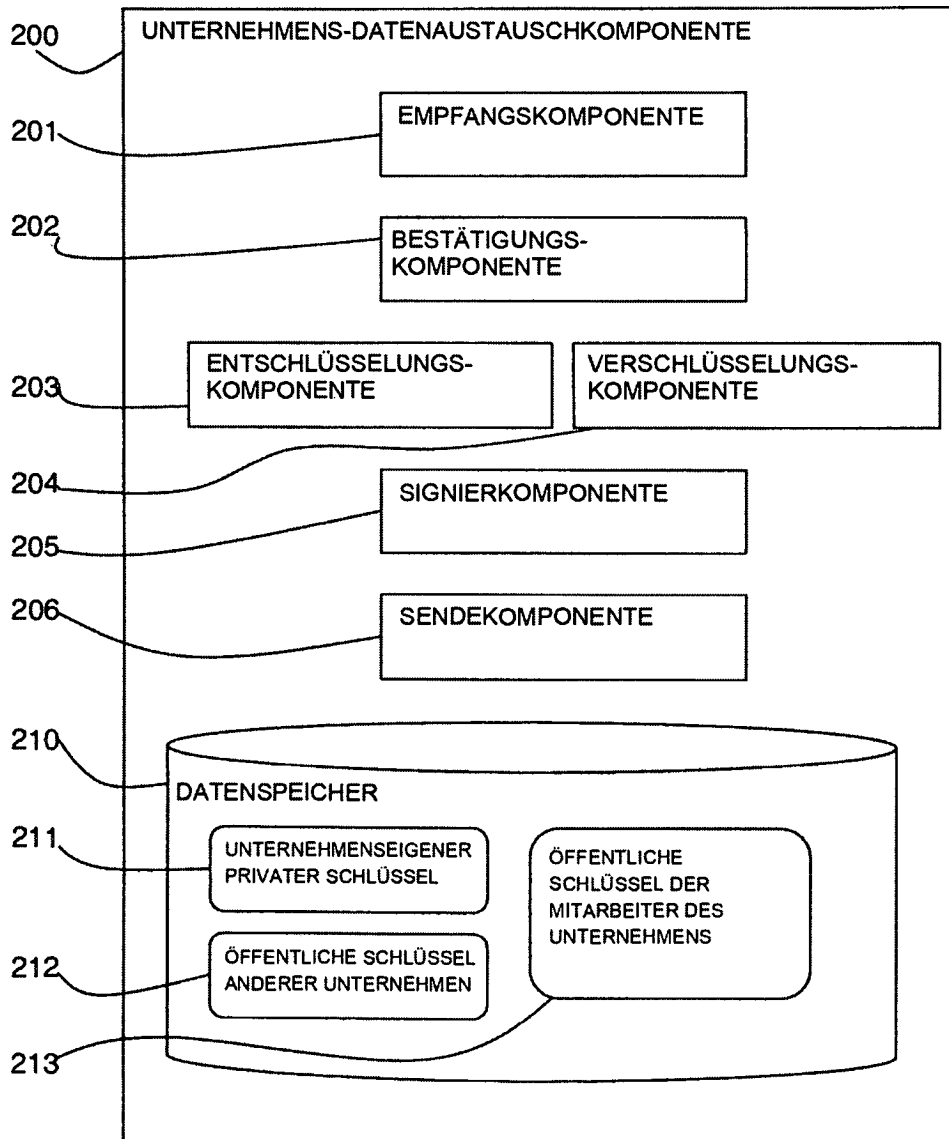 200
UNTERNEHMENS-DATENAUSTAUSCHKOMPONENTE
201
EMPFANGSKOMPONENTE
202
BESTÄTIGUNGS-
KOMPONENTE
203
ENTSCHLÜSSELUNGS-
KOMPONENTE
VERSCHLÜSSELUNGS-
KOMPONENTE
204
SIGNIERKOMPONENTE
205
206
SENDEKOMPONENTE
210
DATENSPEICHER
211
UNTERNEHMENSEIGENER
PRIVATER SCHLÜSSEL
ÖFFENTLICHE
SCHLÜSSEL DER
MITARBEITER DES
UNTERNEHMENS
212
ÖFFENTLICHE SCHLÜSSEL
ANDERER UNTERNEHMEN
213